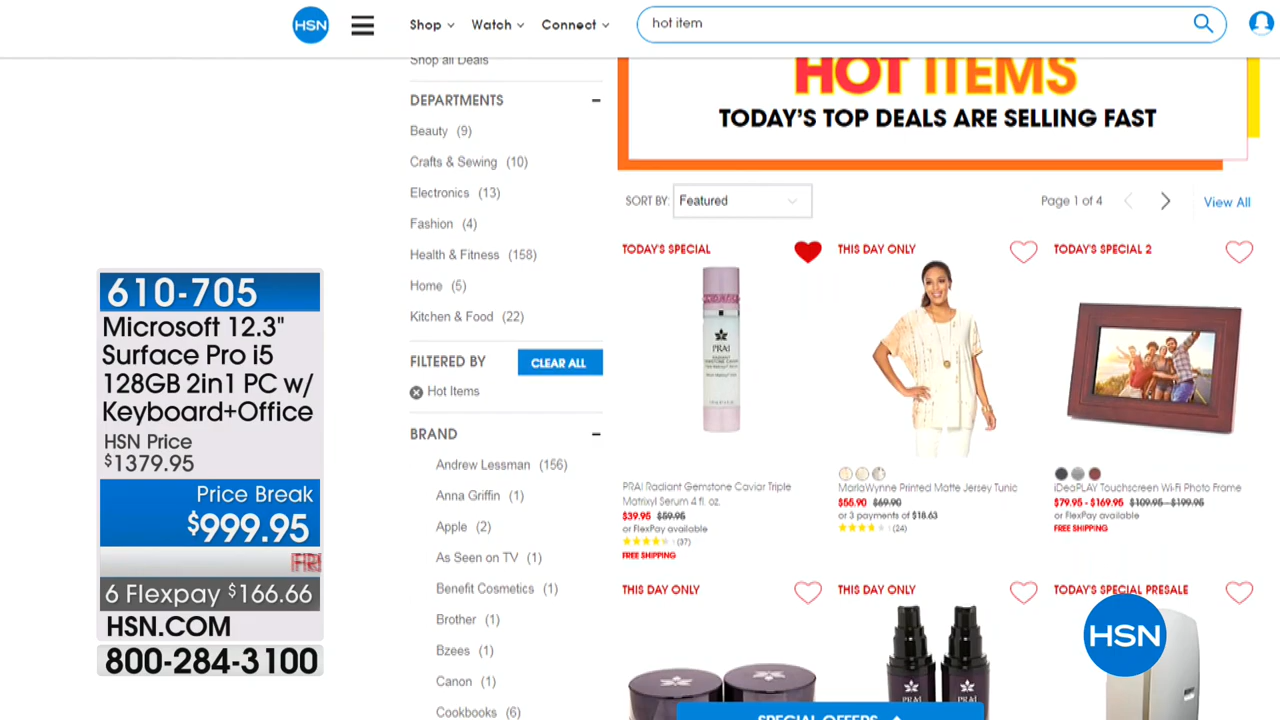 HSN
Shop
Watch
Connect
hot item
Shop all Deals
DEPARTMENTS
Beauty (9)
Crafts & Sewing (10)
Electronics (13)
Fashion (4)
Health & Fitness (158)
Home (5)
Kitchen & Food (22)
FILTERED BY
CLEAR ALL
Hot Items
BRAND
Andrew Lessman (156)
Anna Griffin (1)
Apple (2)
As Seen on TV (1)
Benefit Cosmetics (1)
Brother (1)
Bzees (1)
Canon (1)
Cookbooks (6)
HOT ITEMS
TODAY'S TOP DEALS ARE SELLING FAST
SORT BY: Featured
Page 1 of 4
View All
TODAY'S SPECIAL
PRAI
PRAI Radiant Gemstone Caviar Triple
Matrixyl Serum 4 fl. oz.
$39.95 $59.95
or FlexPay available
(37)
FREE SHIPPING
THIS DAY ONLY
MarlaWynne Printed Matte Jersey Tunic
$55.90 $69.90
or 3 payments of $18.63
(24)
TODAY'S SPECIAL 2
iDeaPLAY Touchscreen Wi-Fi Photo Frame
$79.95 - $169.95 $109.95 - $199.95
or FlexPay available
FREE SHIPPING
THIS DAY ONLY
THIS DAY ONLY
PRAI
PRAI
TODAY'S SPECIAL PRESALE
HSN
SPECIAL OFFERS
610-705
Microsoft 12.3"
Surface Pro i5
128GB 2in1 PC w/
Keyboard+Office
HSN Price
$1379.95
Price Break
$999.95
FRI
6 Flexpay $166.66
HSN.COM
800-284-3100